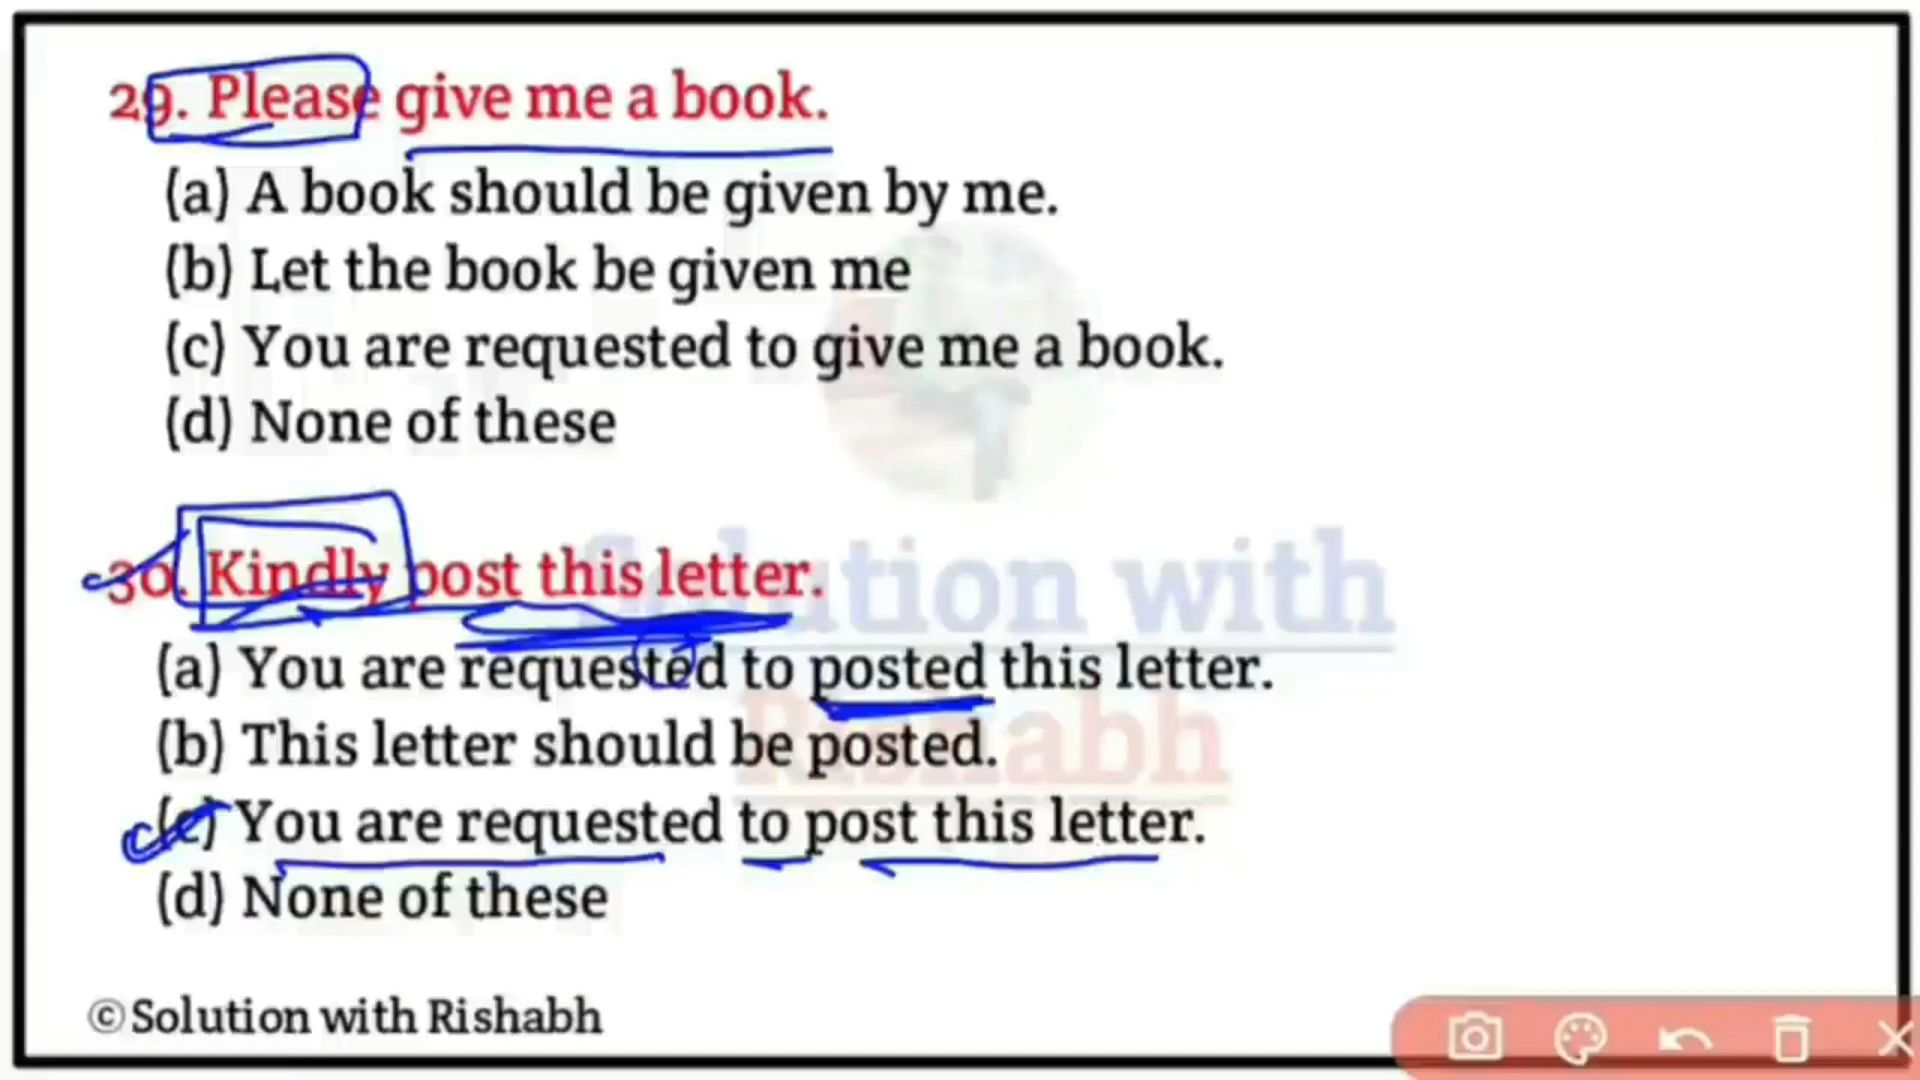 29. Please give me a book.
(a) A book should be given by me.
(b) Let the book be given me
(c) You are requested to give me a book.
(d) None of these
30. Kindly post this letter.
Solution with
Rishabh
(a) You are requested to posted this letter.
(b) This letter should be posted.
(c) You are requested to post this letter.
(d) None of these
©Solution with Rishabh